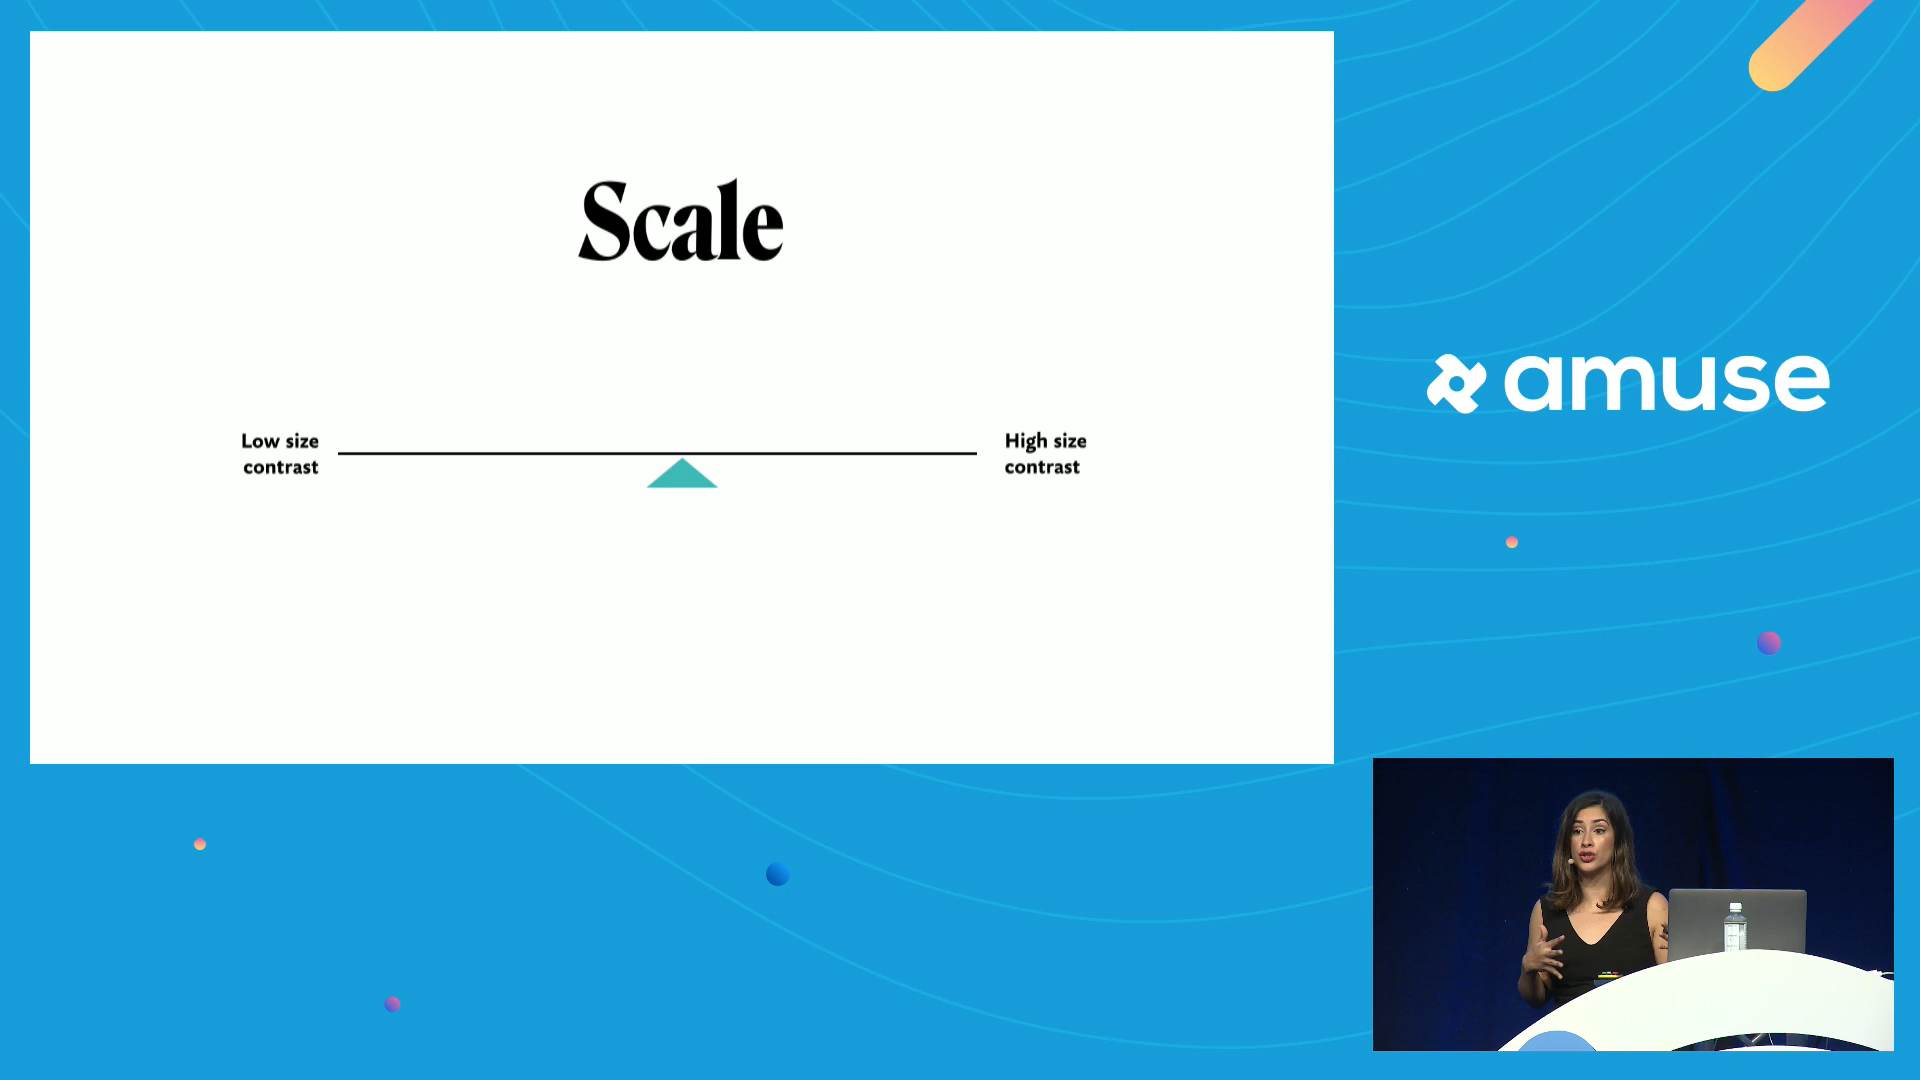 Scale
Low size
contrast
High size
contrast
amuse